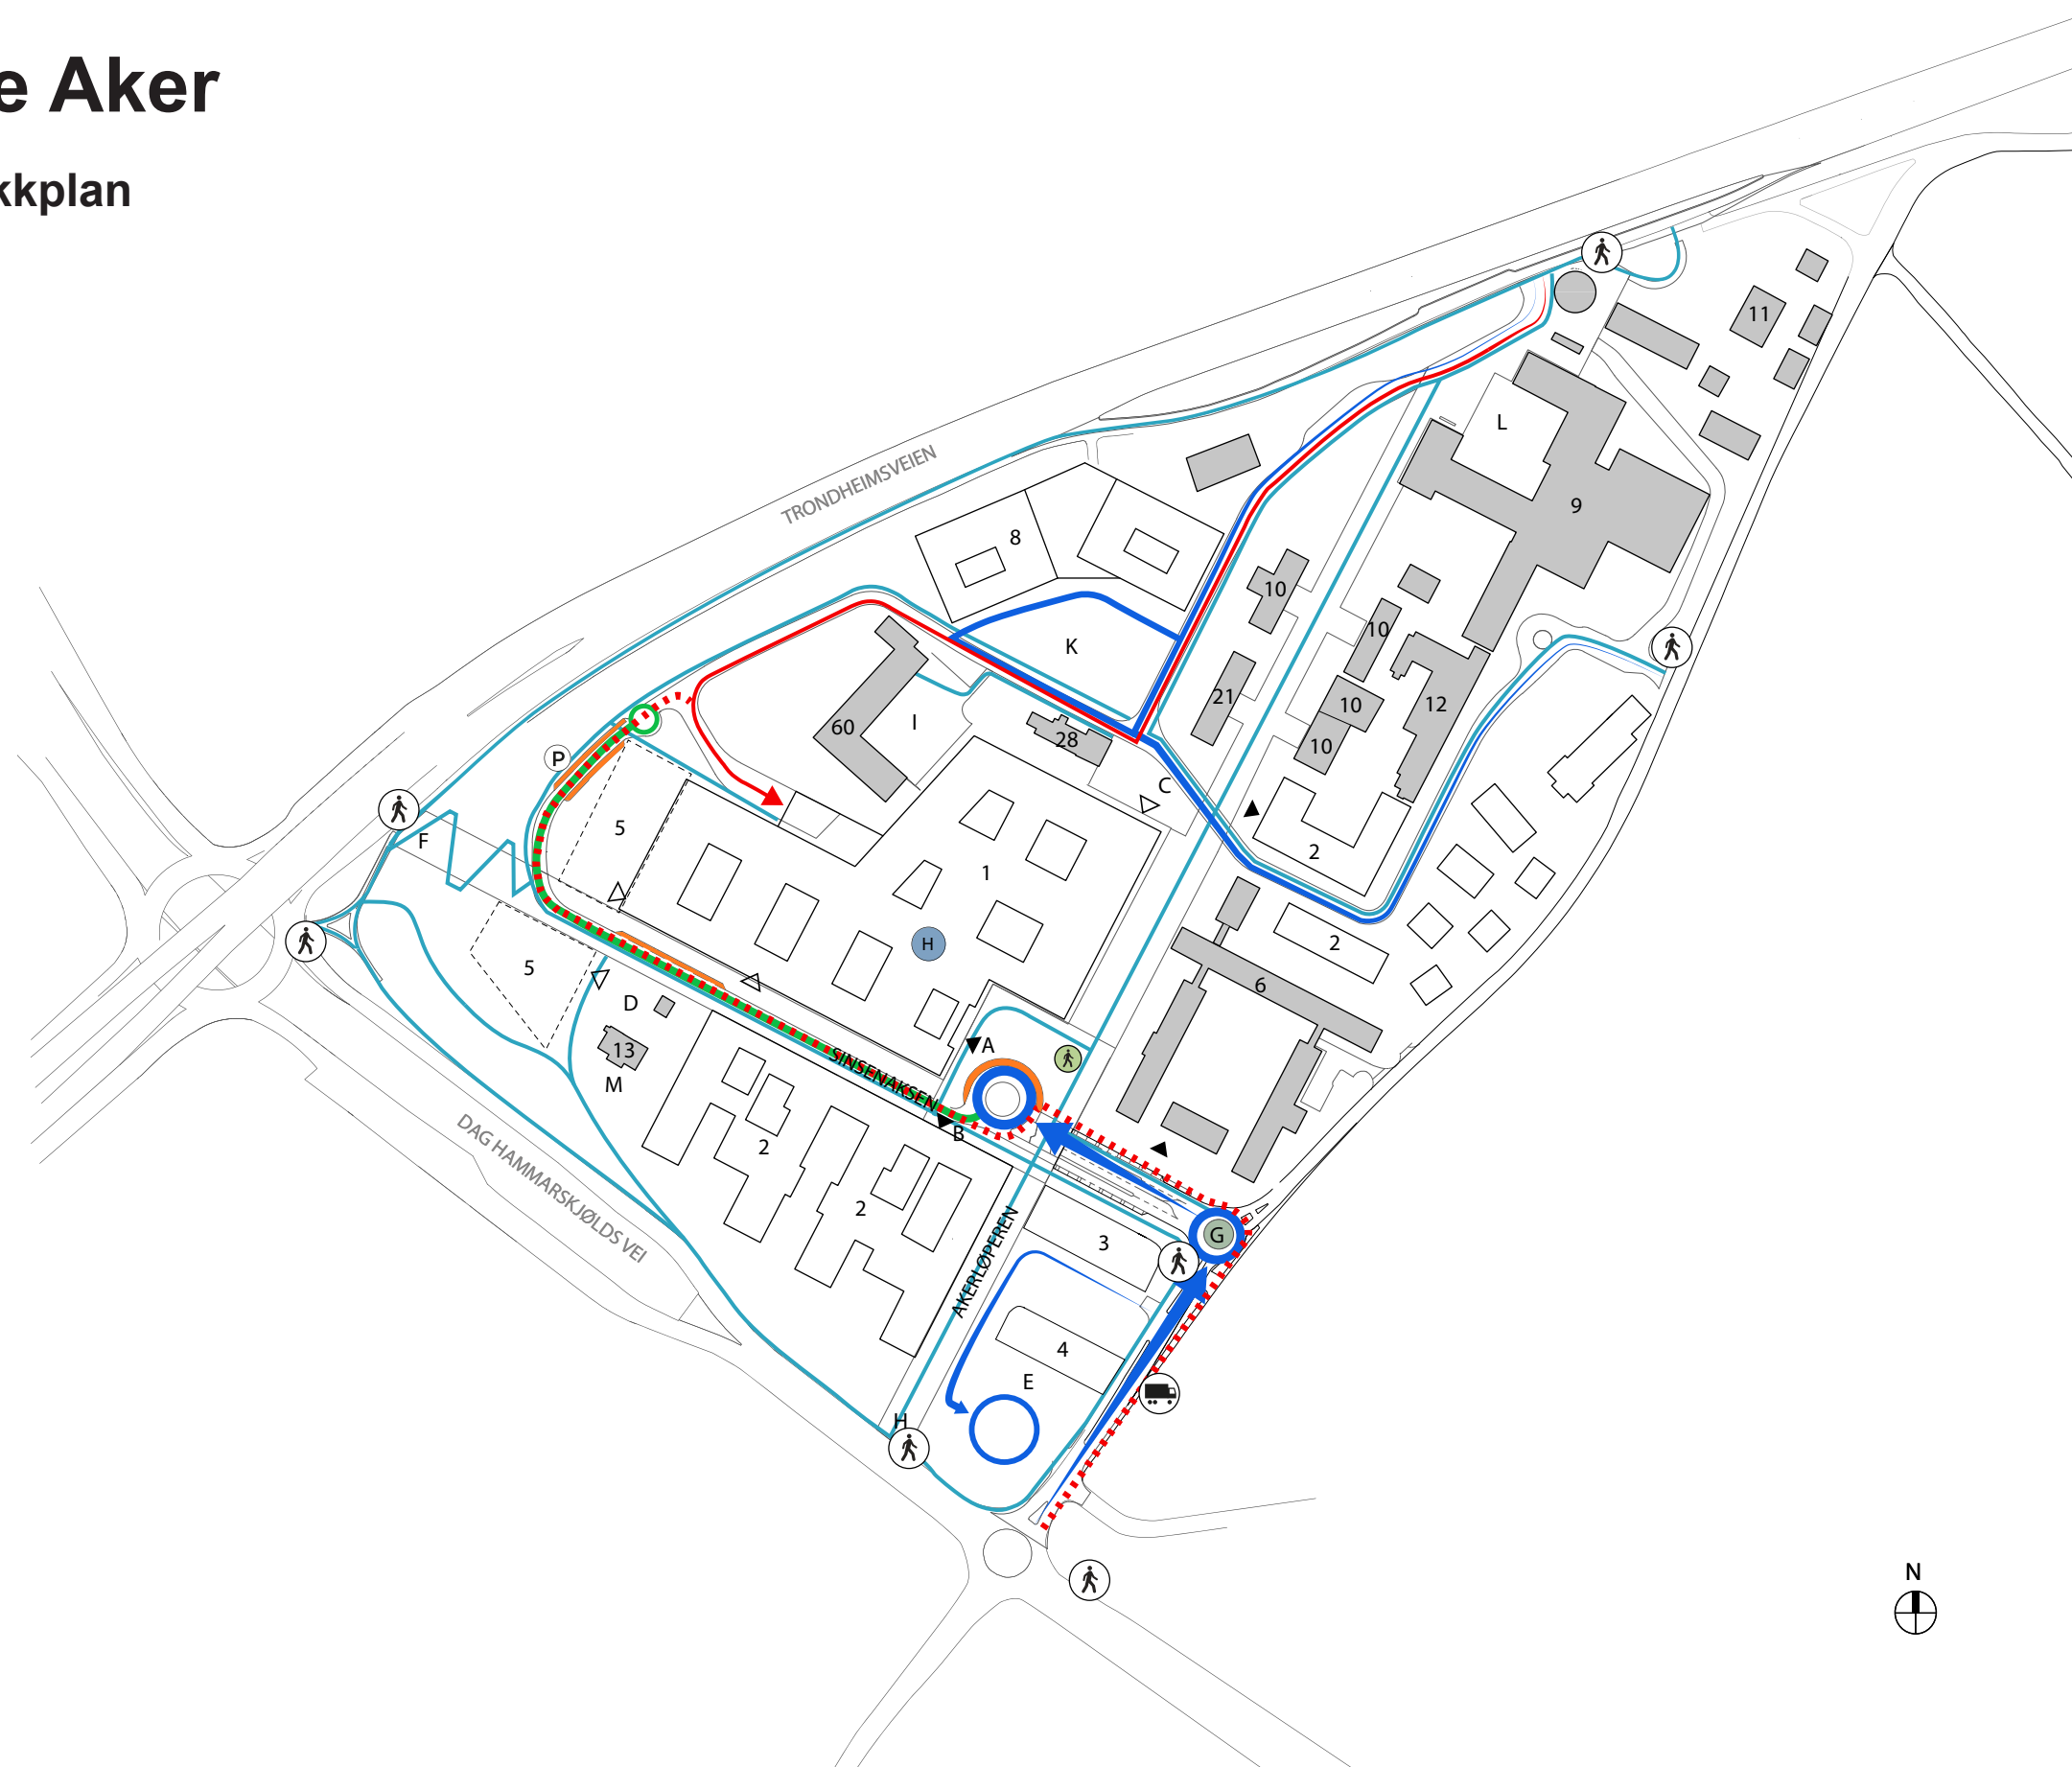 e Aker
kkplan
11
L
TRONDHEIMSVEIEN
9
8
10
10
K
21
12
10
60
I
28
10
P
C
5
F
2
1
H
2
5
6
D
13
A
M
SINSENAKSEN
B
2
DAG HAMMARSKJØLDS VEI
2
G
3
AKERLØPEREN
4
E
H
N